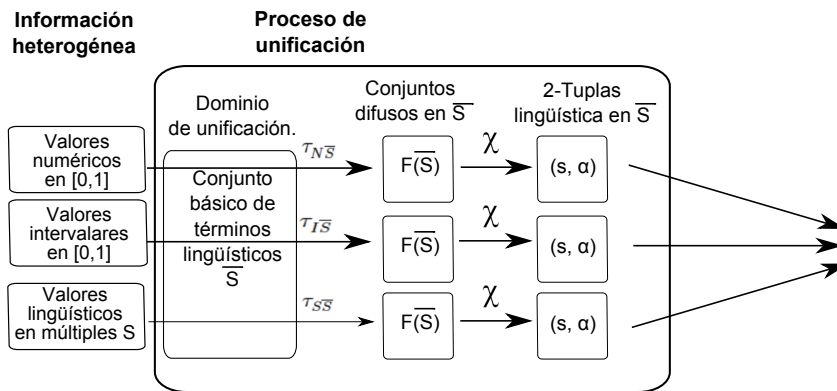 Información
heterogénea
Proceso de
unificación
Dominio
de unificación.
Conjuntos
difusos en S̅
2-Tuplas
lingüística en S̅
Valores
numéricos
en [0,1]
τNS̅
F(S̅)
χ
(s, α)
Conjunto
básico de
términos
lingüísticos
S̅
Valores
intervalares
en [0,1]
τIS̅
F(S̅)
χ
(s, α)
Valores
lingüísticos
en múltiples S
τSS̅
F(S̅)
χ
(s, α)